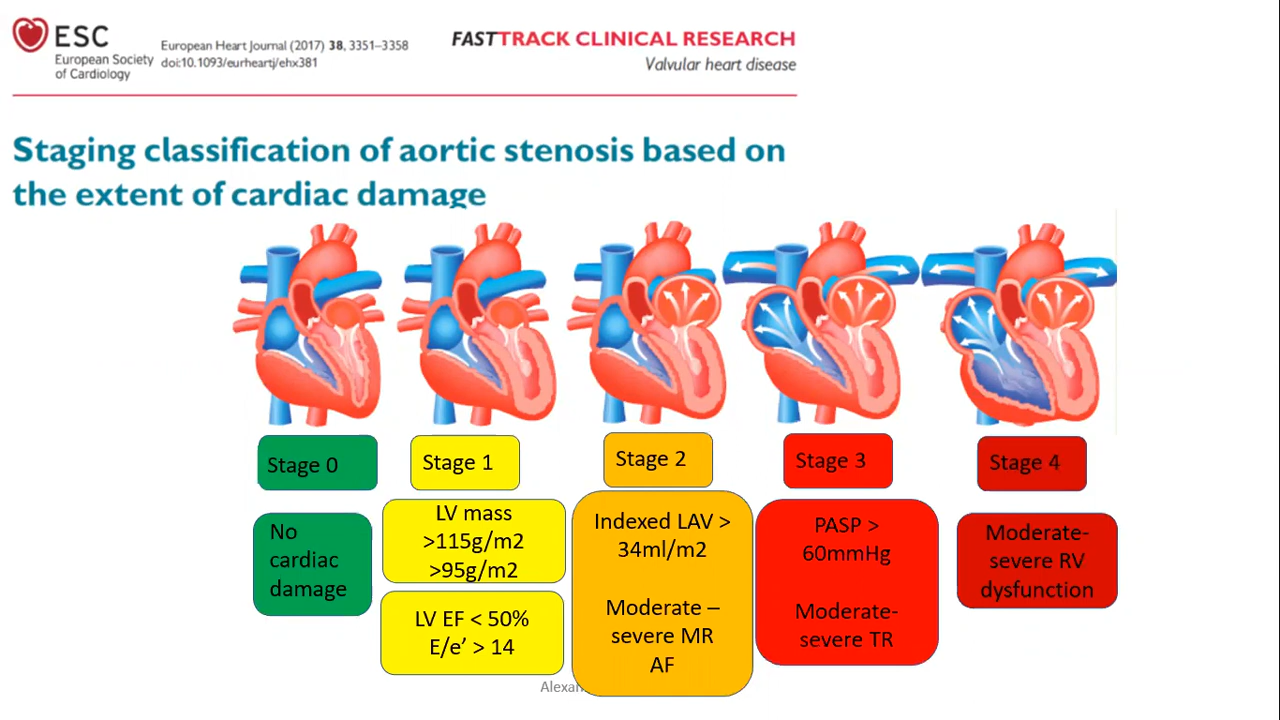 ESC
European Society
of Cardiology
European Heart Journal (2017) 38, 3351–3358
doi:10.1093/eurheartj/ehx381
FASTTRACK CLINICAL RESEARCH
Valvular heart disease
Staging classification of aortic stenosis based on
the extent of cardiac damage
Stage 0
Stage 1
Stage 2
Stage 3
Stage 4
No
cardiac
damage
LV mass
>115g/m2
>95g/m2
LV EF < 50%
E/e’ > 14
Indexed LAV >
34ml/m2
Moderate –
severe MR
AF
PASP >
60mmHg
Moderate-
severe TR
Moderate-
severe RV
dysfunction